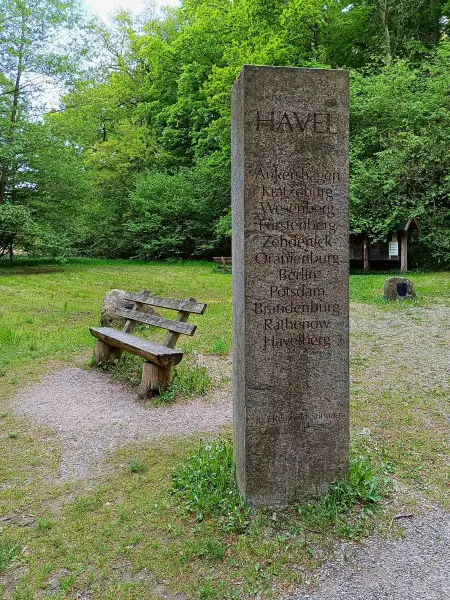 HAVEL
Ankershagen
Kratzeburg
Wesenberg
Fürstenberg
Zehdenick
Oranienburg
Berlin
Potsdam
Brandenburg
Rathenow
Havelberg